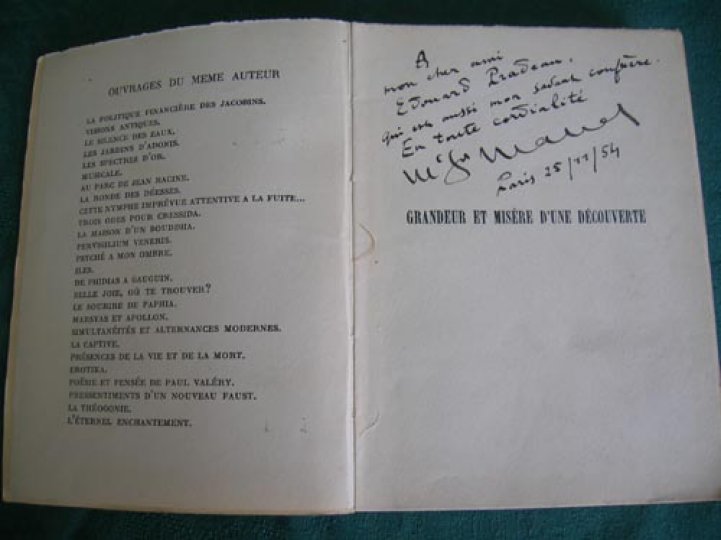 OUVRAGES DU MEME AUTEUR
LA POLITIQUE FINANCIÈRE DES JACOBINS.
VISIONS ANTIQUES.
LE SILENCE DES EAUX.
LES JARDINS D'ADONIS.
LES SPECTRES D'OR.
MUSICALE.
AU PARC DE JEAN RACINE.
LA RONDE DES DÉESSES.
CETTE NYMPHE IMPRÉVUE ATTENTIVE A LA FUITE...
TROIS ODES POUR CRESSIDA.
LA MAISON D'UN BOUDDHA.
PERVIGILIUM VENERIS.
PSYCHÉ A MON OMBRE.
ILES.
DE PHIDIAS A GAUGUIN.
BELLE JOIE, OÙ TE TROUVER?
LE SOURIRE DE PAPHIA.
MARSYAS ET APOLLON.
SIMULTANÉITÉS ET ALTERNANCES MODERNES.
LA CAPTIVE.
PRÉSENCES DE LA VIE ET DE LA MORT.
EROTIKA.
POÉSIE ET PENSÉE DE PAUL VALÉRY.
PRESSENTIMENTS D'UN NOUVEAU FAUST.
LA THÉOGONIE.
L'ÉTERNEL ENCHANTEMENT.
A
mon cher ami
Edouard Pradeau,
qui est aussi mon savant confrère.
En toute cordialité
Paris 25/11/54
GRANDEUR ET MISÈRE D'UNE DÉCOUVERTE